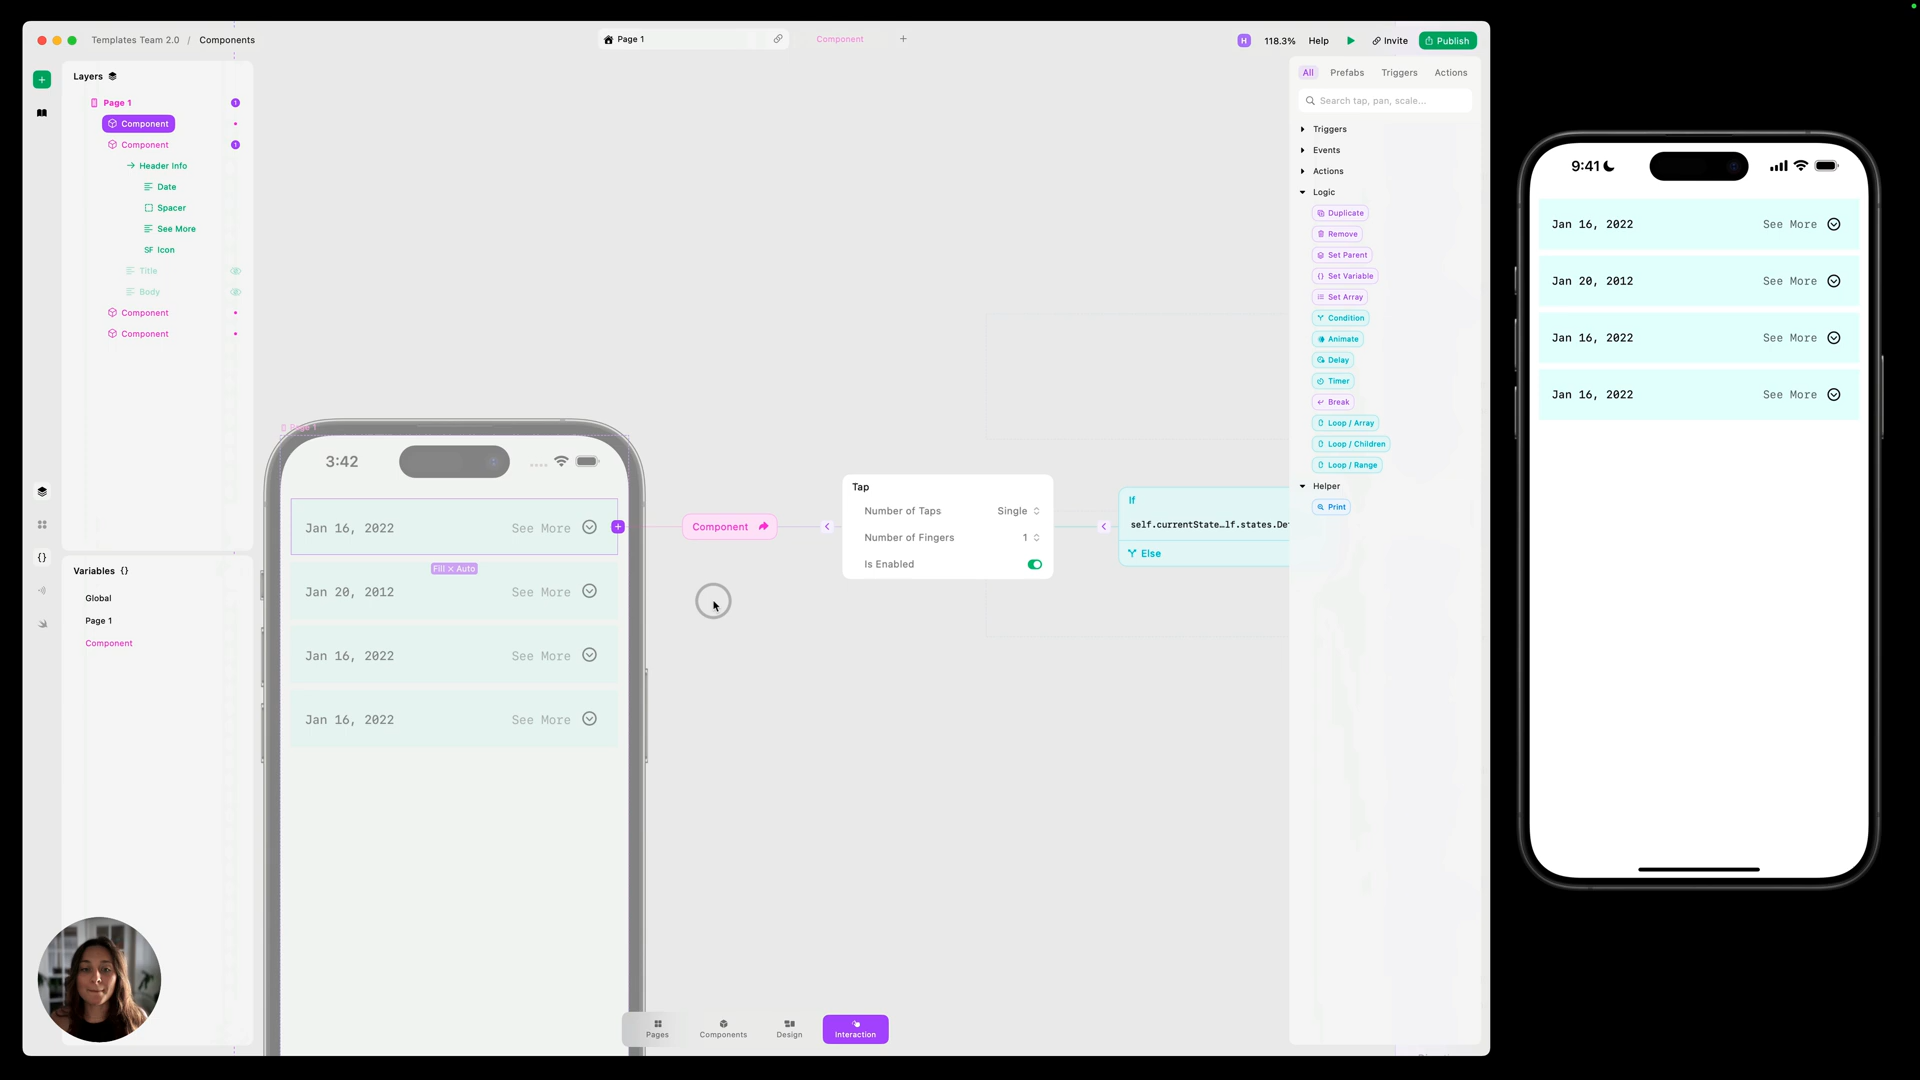 Templates Team 2.0 / Components
Page 1
Component
H
118.3%
Help
Invite
Publish
Layers
Page 1
1
Component
Component
1
Header Info
Date
Spacer
See More
SF Icon
Title
Body
Component
Component
Variables {}
Global
Page 1
Component
Page 1
3:42
Jan 16, 2022 See More
Fill × Auto
Jan 20, 2012 See More
Jan 16, 2022 See More
Jan 16, 2022 See More
Component
Tap
Number of Taps Single
Number of Fingers 1
Is Enabled
If
self.currentState…lf.states.De
Else
Pages
Components
Design
Interaction
All Prefabs Triggers Actions
Search tap, pan, scale...
Triggers
Events
Actions
Logic
Duplicate
Remove
Set Parent
{} Set Variable
Set Array
Condition
Animate
Delay
Timer
Break
Loop / Array
Loop / Children
Loop / Range
Helper
Print
9:41
Jan 16, 2022 See More
Jan 20, 2012 See More
Jan 16, 2022 See More
Jan 16, 2022 See More